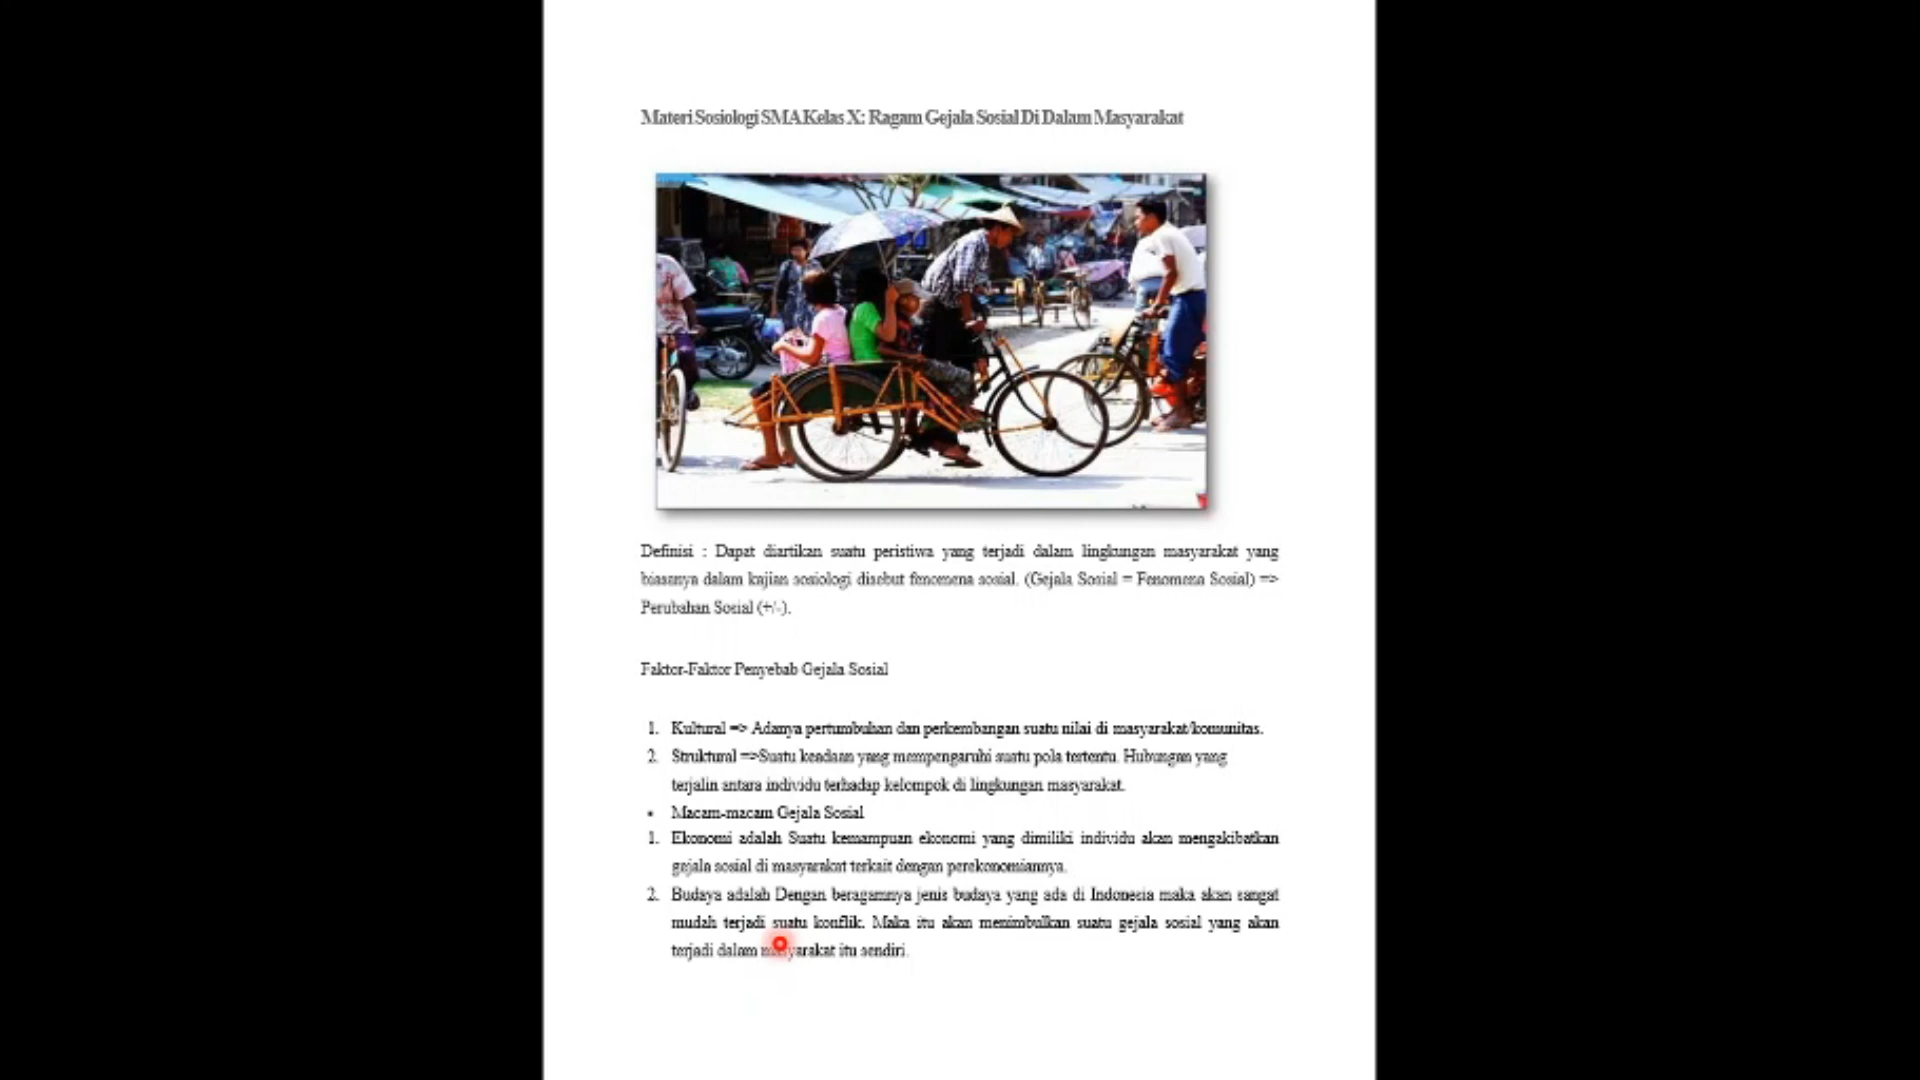 Materi Sosiologi SMA Kelas X: Ragam Gejala Sosial Di Dalam Masyarakat
Definisi : Dapat diartikan suatu peristiwa yang terjadi dalam lingkungan masyarakat yang
biasanya dalam kajian sosiologi disebut fenomena sosial. (Gejala Sosial = Fenomena Sosial) =>
Perubahan Sosial (+/-).
Faktor-Faktor Penyebab Gejala Sosial
1. Kultural => Adanya pertumbuhan dan perkembangan suatu nilai di masyarakat/komunitas.
2. Struktural =>Suatu keadaan yang mempengaruhi suatu pola tertentu. Hubungan yang
terjalin antara individu terhadap kelompok di lingkungan masyarakat.
• Macam-macam Gejala Sosial
1. Ekonomi adalah Suatu kemampuan ekonomi yang dimiliki individu akan mengakibatkan
gejala sosial di masyarakat terkait dengan perekonomiannya.
2. Budaya adalah Dengan beragamnya jenis budaya yang ada di Indonesia maka akan sangat
mudah terjadi suatu konflik. Maka itu akan menimbulkan suatu gejala sosial yang akan
terjadi dalam masyarakat itu sendiri.